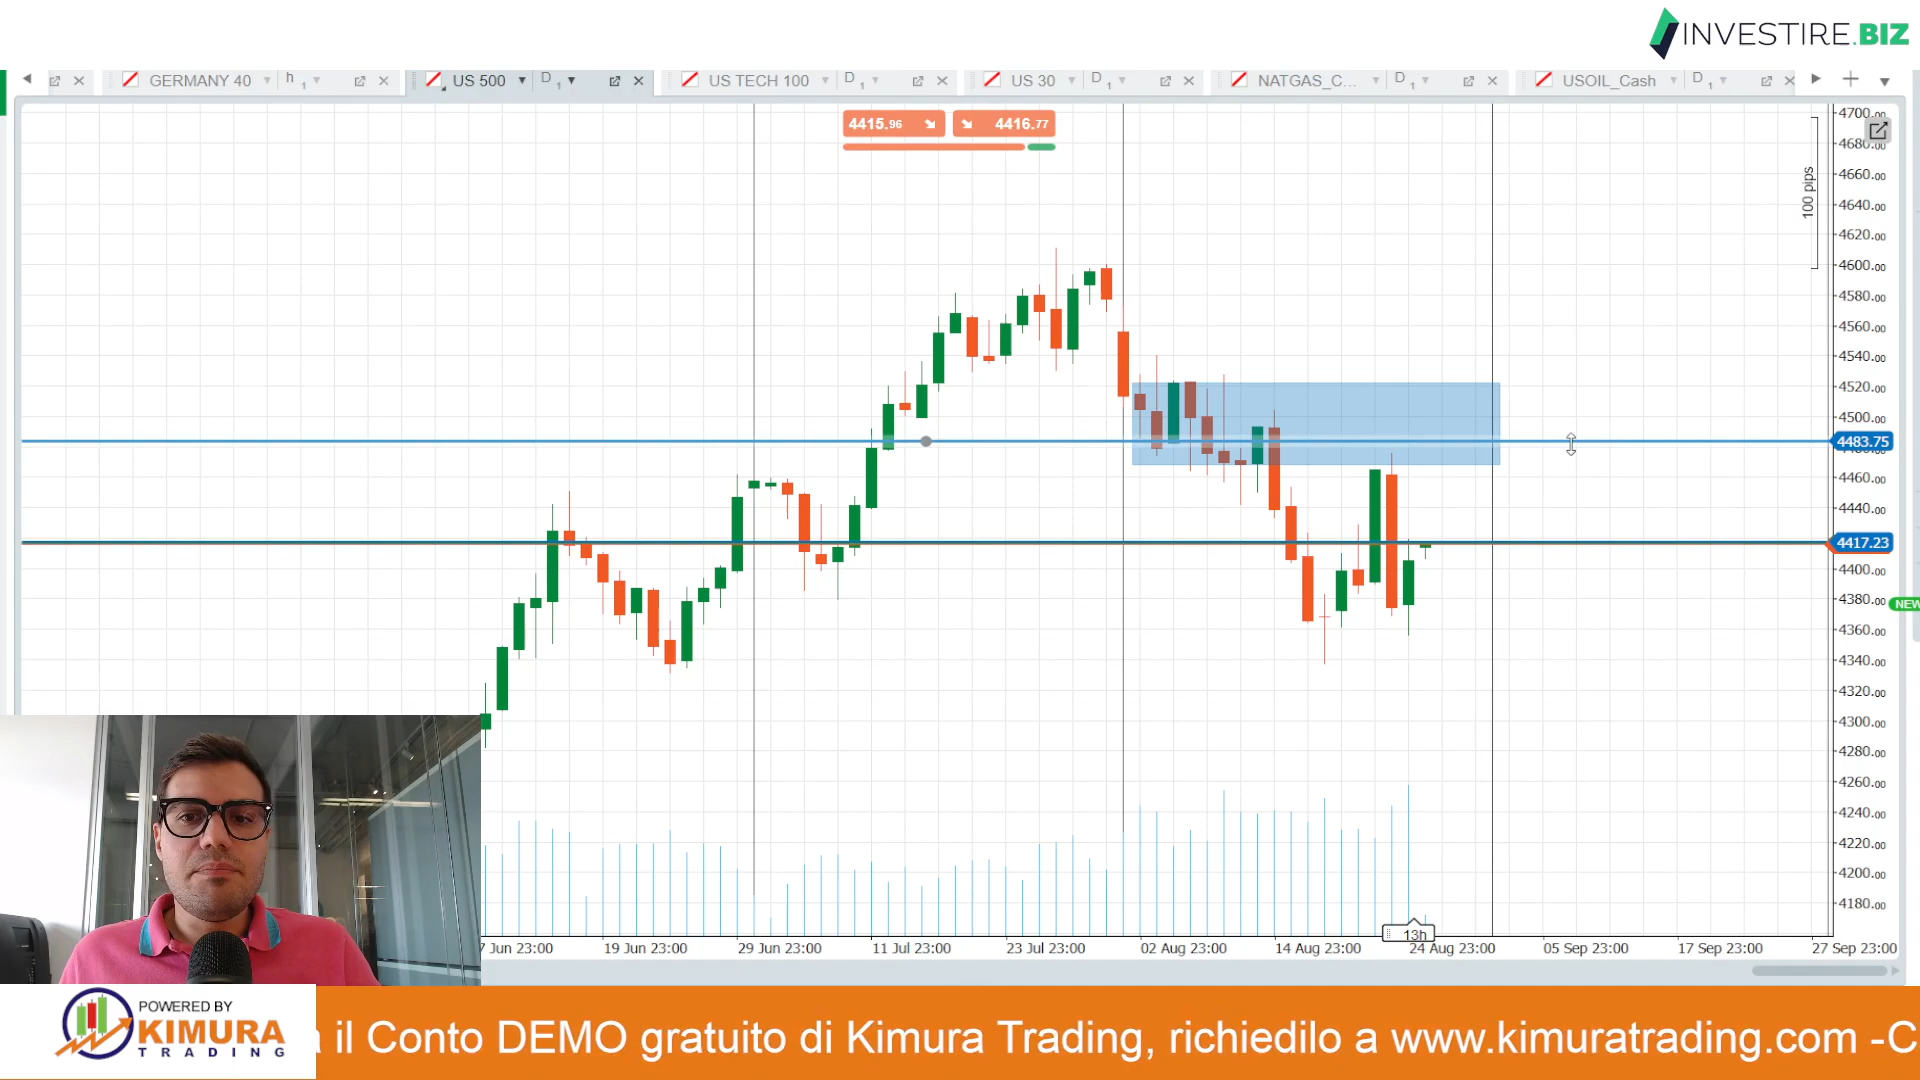 INVESTIRE.BIZ
GERMANY 40 h 1
US 500 D 1
US TECH 100 D 1
US 30 D 1
NATGAS_C... D 1
USOIL_Cash D 1
4415.96
4416.77
100 pips
4700.00
4680.00
4660.00
4640.00
4620.00
4600.00
4580.00
4560.00
4540.00
4520.00
4500.00
4483.75
4460.00
4440.00
4417.23
4400.00
4380.00
NEW
4360.00
4340.00
4320.00
4300.00
4280.00
4260.00
4240.00
4220.00
4200.00
4180.00
13h
7 Jun 23:00
19 Jun 23:00
29 Jun 23:00
11 Jul 23:00
23 Jul 23:00
02 Aug 23:00
14 Aug 23:00
24 Aug 23:00
05 Sep 23:00
17 Sep 23:00
27 Sep 23:00
POWERED BY
KIMURA
TRADING
il Conto DEMO gratuito di Kimura Trading, richiedilo a www.kimuratrading.com -C